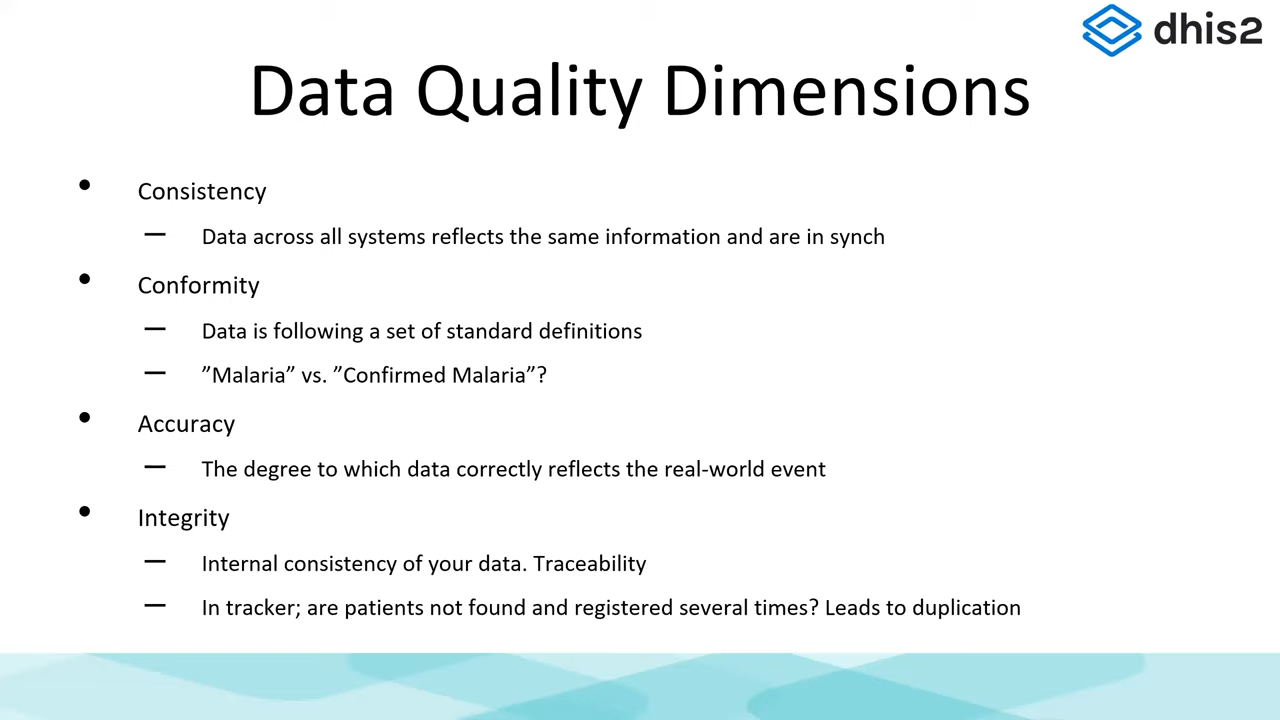 dhis2
Data Quality Dimensions
• Consistency
— Data across all systems reflects the same information and are in synch
• Conformity
— Data is following a set of standard definitions
— ”Malaria” vs. ”Confirmed Malaria”?
• Accuracy
— The degree to which data correctly reflects the real-world event
• Integrity
— Internal consistency of your data. Traceability
— In tracker; are patients not found and registered several times? Leads to duplication